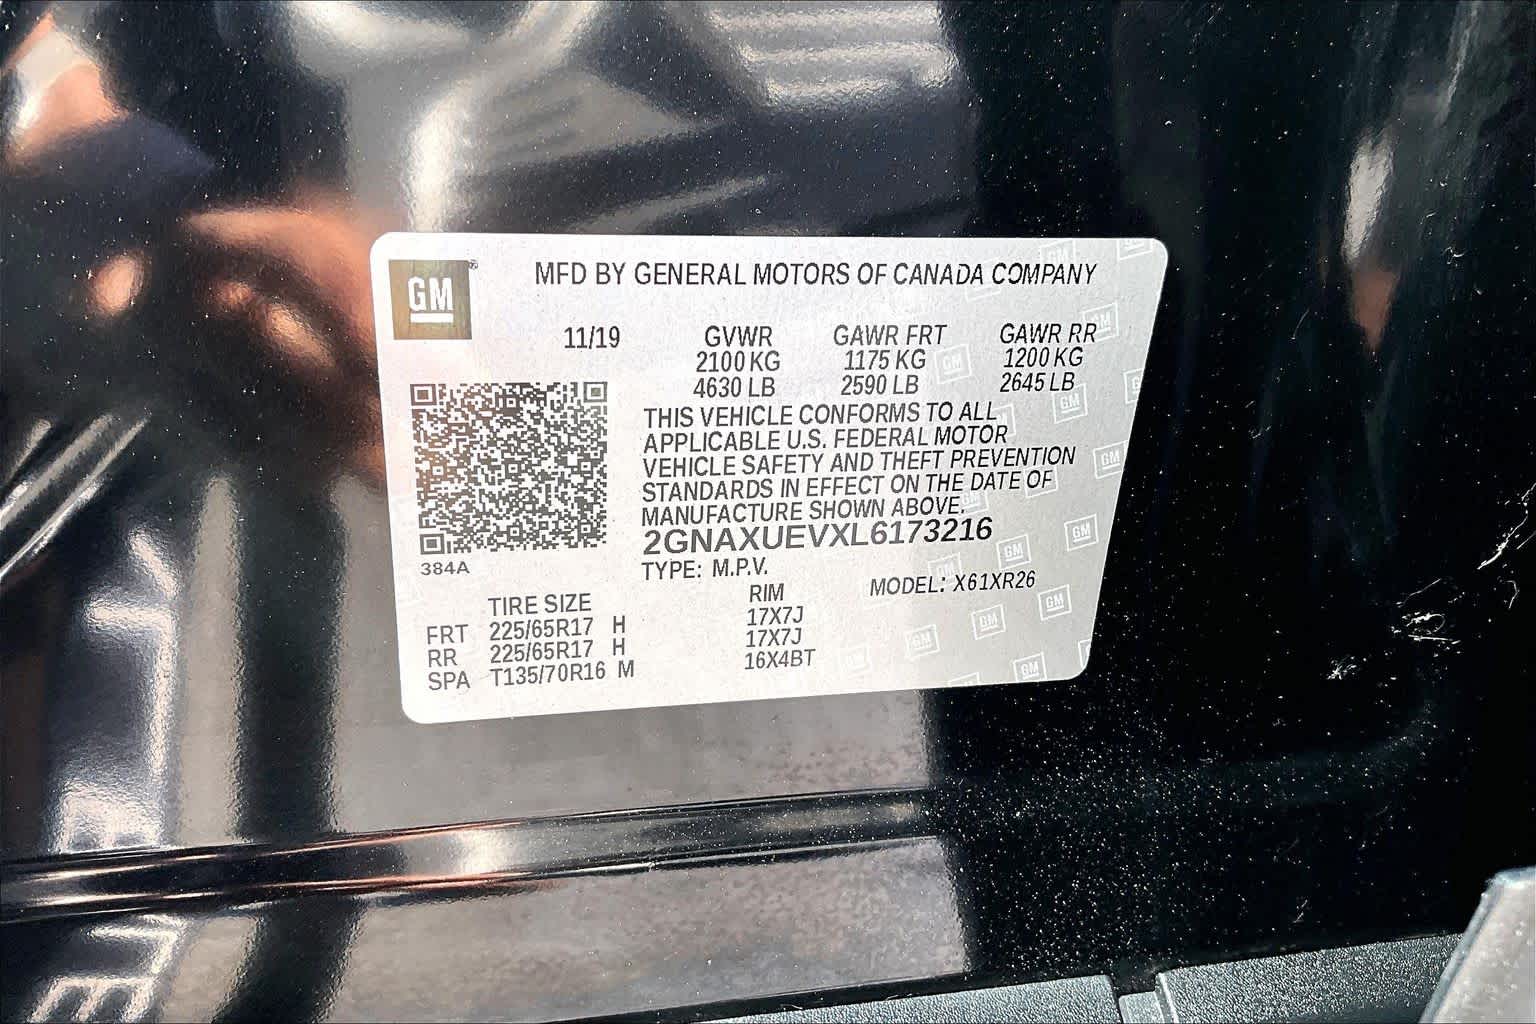 GM
MFD BY GENERAL MOTORS OF CANADA COMPANY
11/19 GVWR GAWR FRT GAWR RR
2100 KG 1175 KG 1200 KG
4630 LB 2590 LB 2645 LB
THIS VEHICLE CONFORMS TO ALL
APPLICABLE U.S. FEDERAL MOTOR
VEHICLE SAFETY AND THEFT PREVENTION
STANDARDS IN EFFECT ON THE DATE OF
MANUFACTURE SHOWN ABOVE.
2GNAXUEVXL6173216
384A
TYPE: M.P.V. MODEL: X61XR26
TIRE SIZE RIM
FRT 225/65R17 H 17X7J
RR 225/65R17 H 17X7J
SPA T135/70R16 M 16X4BT